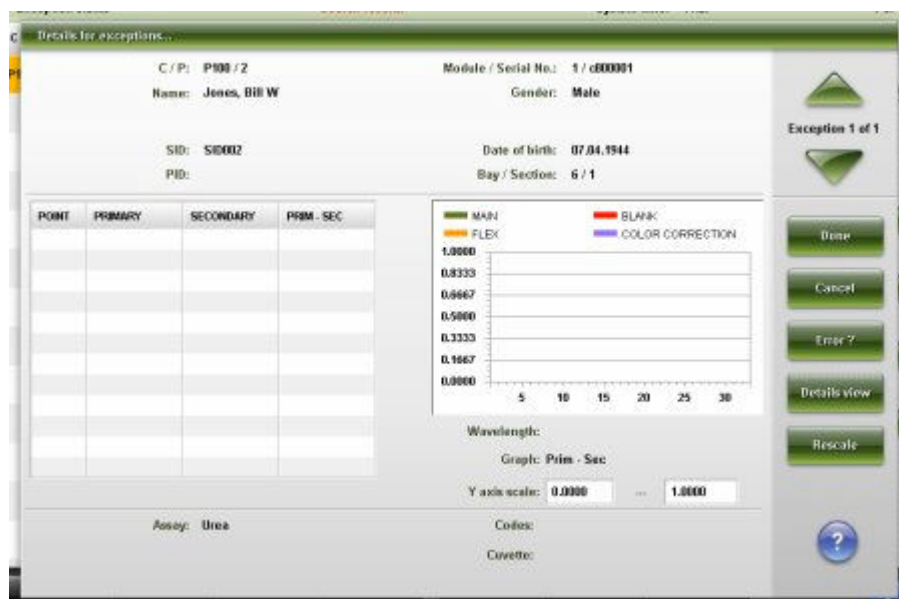 Details for exceptions...
C / P: P100 / 2
Module / Serial No.: 1 / c800001
Name: Jones, Bill W
Gender: Male
Exception 1 of 1
SID: SID002
Date of birth: 07.04.1944
PID:
Bay / Section: 6 / 1
POINT PRIMARY SECONDARY PRIM - SEC
MAIN BLANK
FLEX COLOR CORRECTION
1.0000
0.8333
0.6667
0.5000
0.3333
0.1667
0.0000
5 10 15 20 25 30
Done
Cancel
Error ?
Details view
Rescale
Wavelength:
Graph: Prim - Sec
Y axis scale: 0.0000 ... 1.0000
Assay: Urea
Codes:
Cuvette:
?